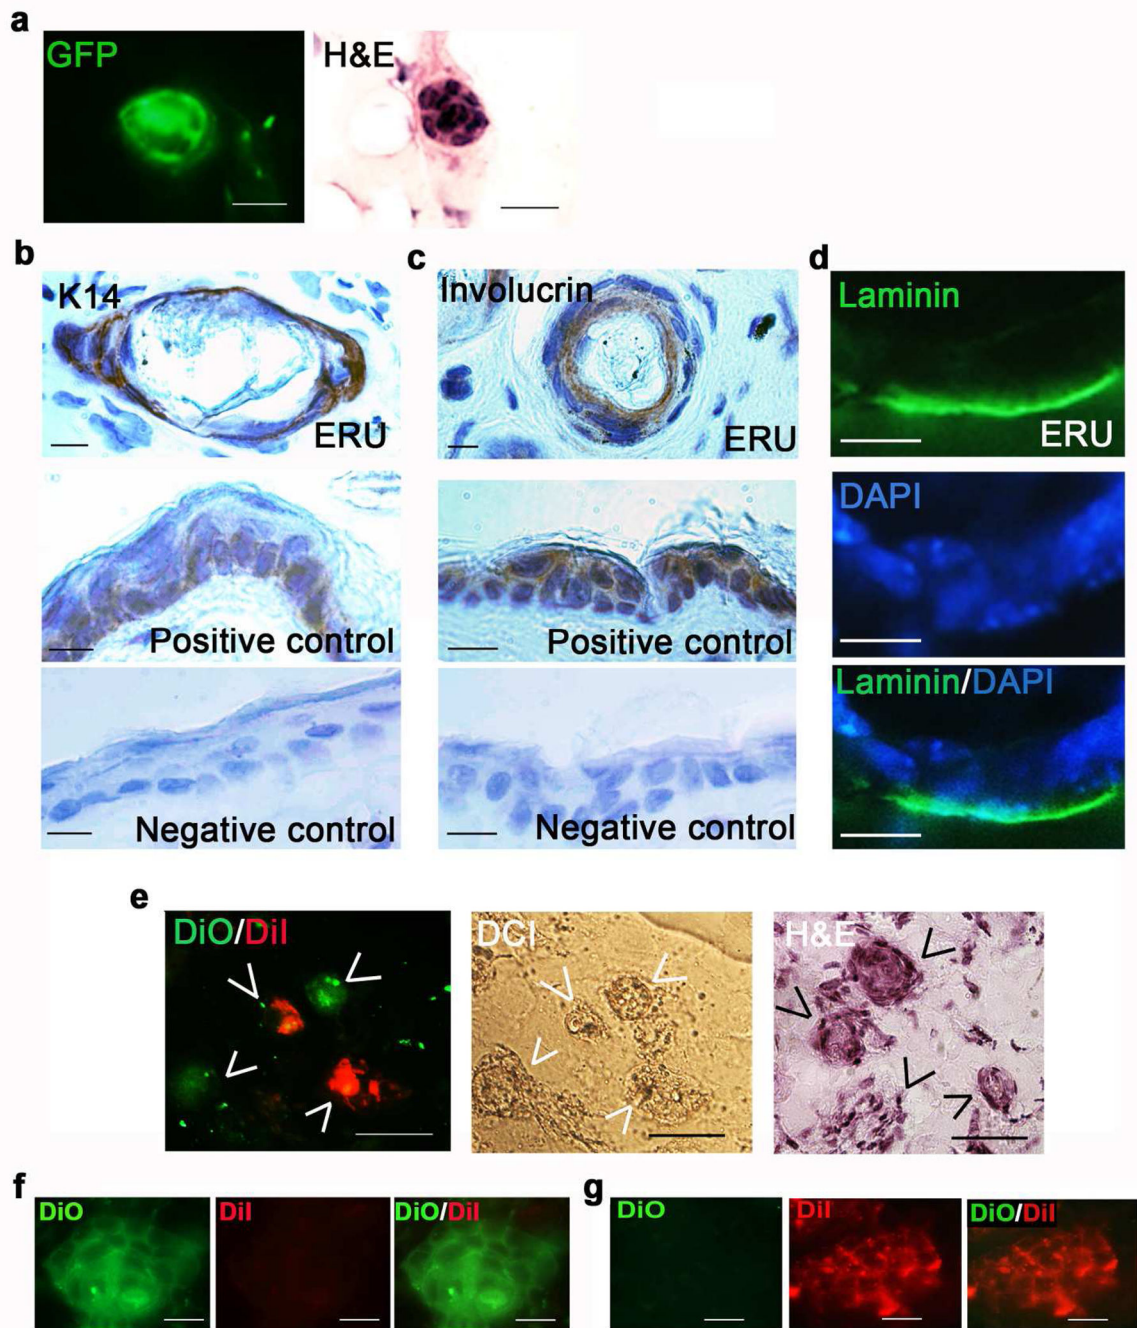 a
GFP
H&E
b
K14
ERU
Positive control
Negative control
c
Involucrin
ERU
Positive control
Negative control
d
Laminin
ERU
DAPI
Laminin/DAPI
e
DiO/DiI
DCI
H&E
f
DiO
DiI
DiO/DiI
g
DiO
DiI
DiO/DiI